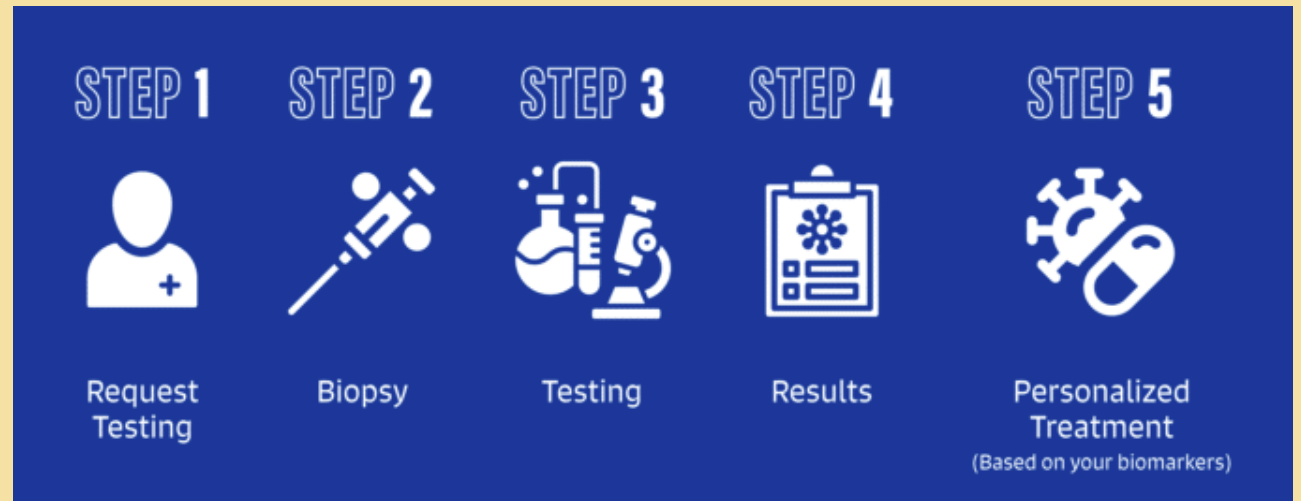 STEP 1
STEP 2
STEP 3
STEP 4
STEP 5
Request
Testing
Biopsy
Testing
Results
Personalized
Treatment
(Based on your biomarkers)